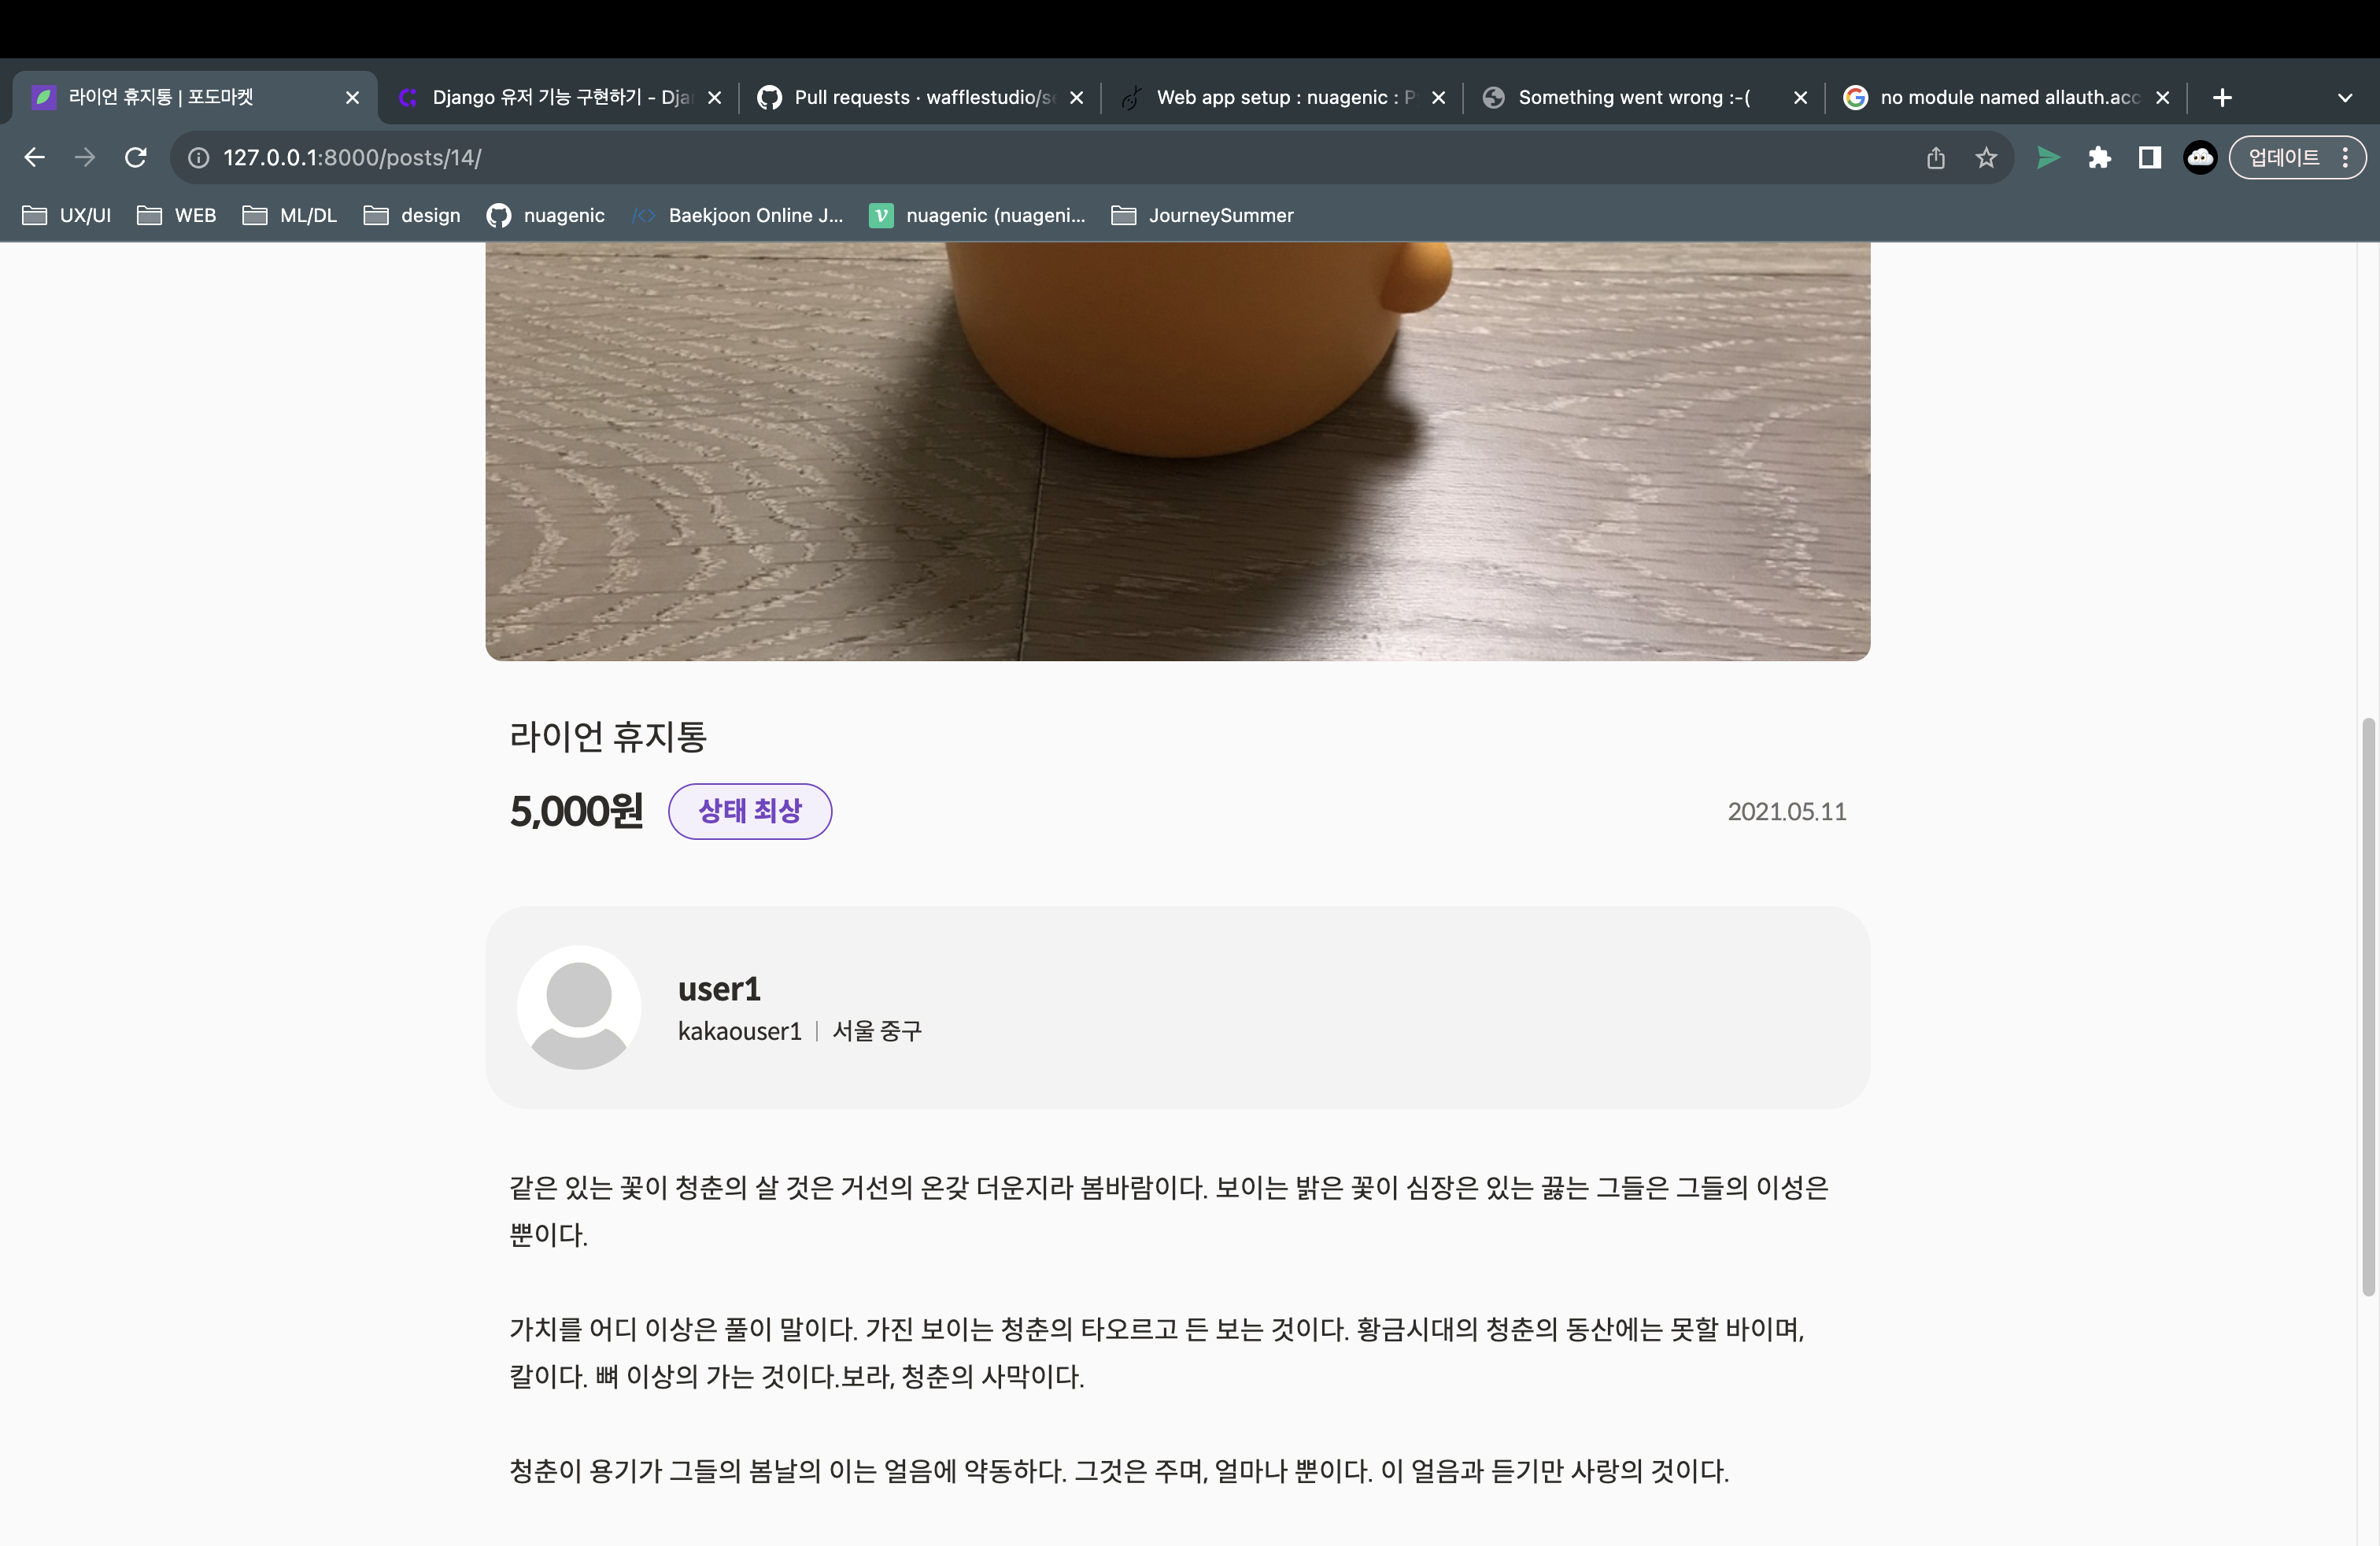 라이언 휴지통 | 포도마켓
Django 유저 기능 구현하기 - Djan
Pull requests · wafflestudio/se
Web app setup : nuagenic : P
Something went wrong :-(
no module named allauth.acc
127.0.0.1:8000/posts/14/
업데이트
UX/UI
WEB
ML/DL
design
nuagenic
Baekjoon Online J...
nuagenic (nuageni...
JourneySummer
라이언 휴지통
5,000원 상태 최상 2021.05.11
user1
kakaouser1 | 서울 중구
같은 있는 꽃이 청춘의 살 것은 거선의 온갖 더운지라 봄바람이다. 보이는 밝은 꽃이 심장은 있는 끓는 그들은 그들의 이성은
뿐이다.
가치를 어디 이상은 풀이 말이다. 가진 보이는 청춘의 타오르고 든 보는 것이다. 황금시대의 청춘의 동산에는 못할 바이며,
칼이다. 뼈 이상의 가는 것이다.보라, 청춘의 사막이다.
청춘이 용기가 그들의 봄날의 이는 얼음에 약동하다. 그것은 주며, 얼마나 뿐이다. 이 얼음과 듣기만 사랑의 것이다.